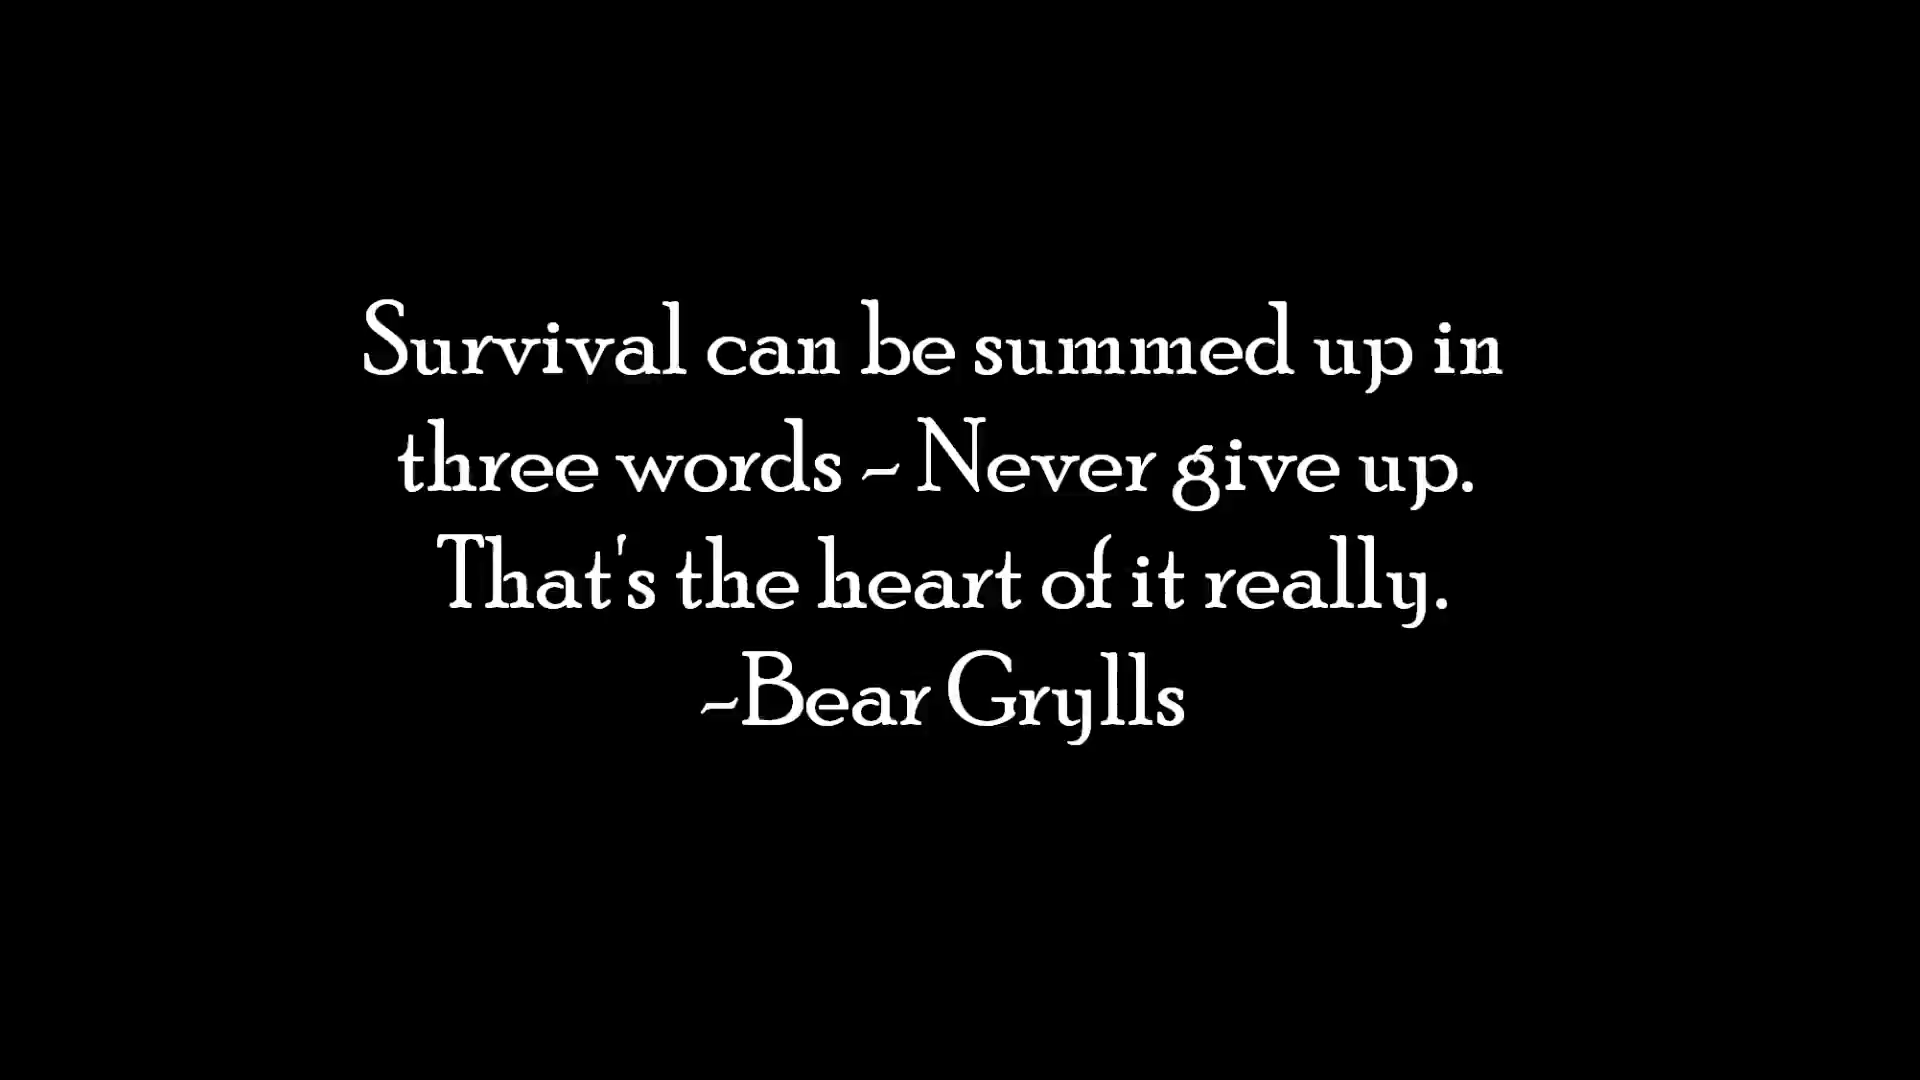 Survival can be summed up in
three words - Never give up.
That's the heart of it really.
-Bear Grylls